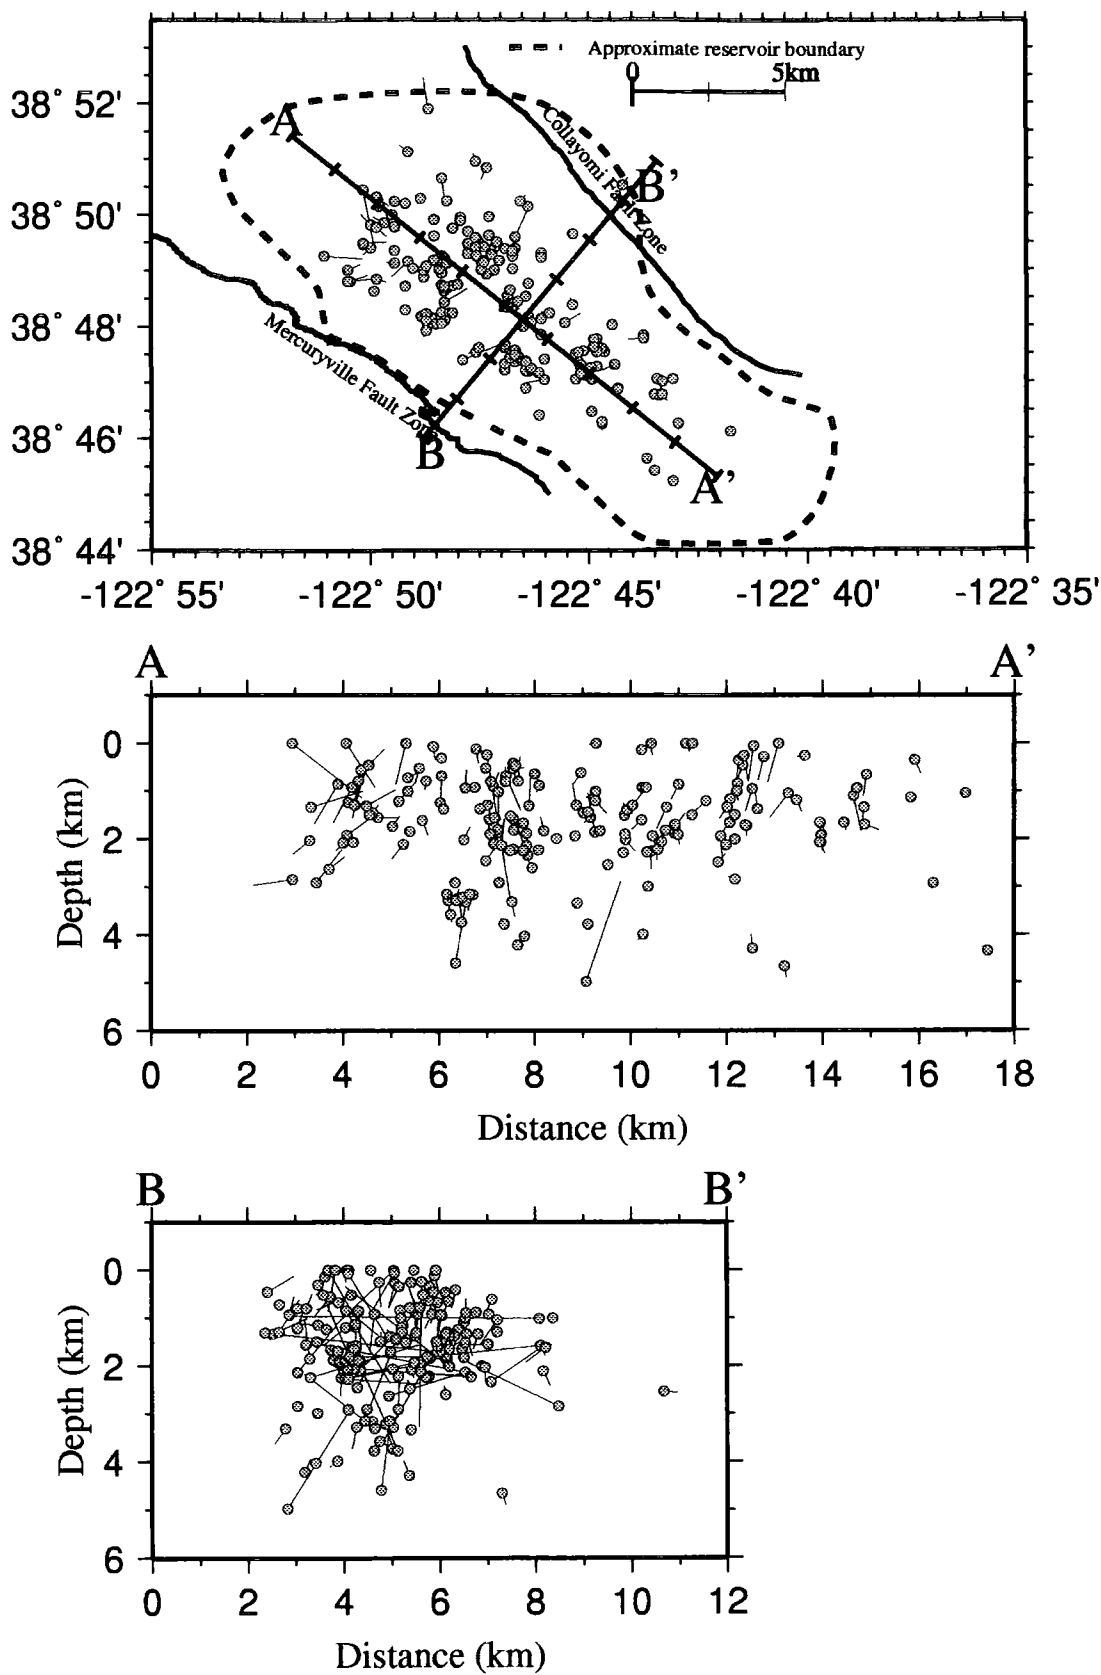 Approximate reservoir boundary
0 5km
38° 52'
A
Collayomi Fault Zone
B'
38° 50'
38° 48'
Mercuryville Fault Zone
38° 46'
B
A'
38° 44'
-122° 55' -122° 50' -122° 45' -122° 40' -122° 35'
A A'
0
2
4
6
Depth (km)
0 2 4 6 8 10 12 14 16 18
Distance (km)
B B'
0
2
4
6
Depth (km)
0 2 4 6 8 10 12
Distance (km)